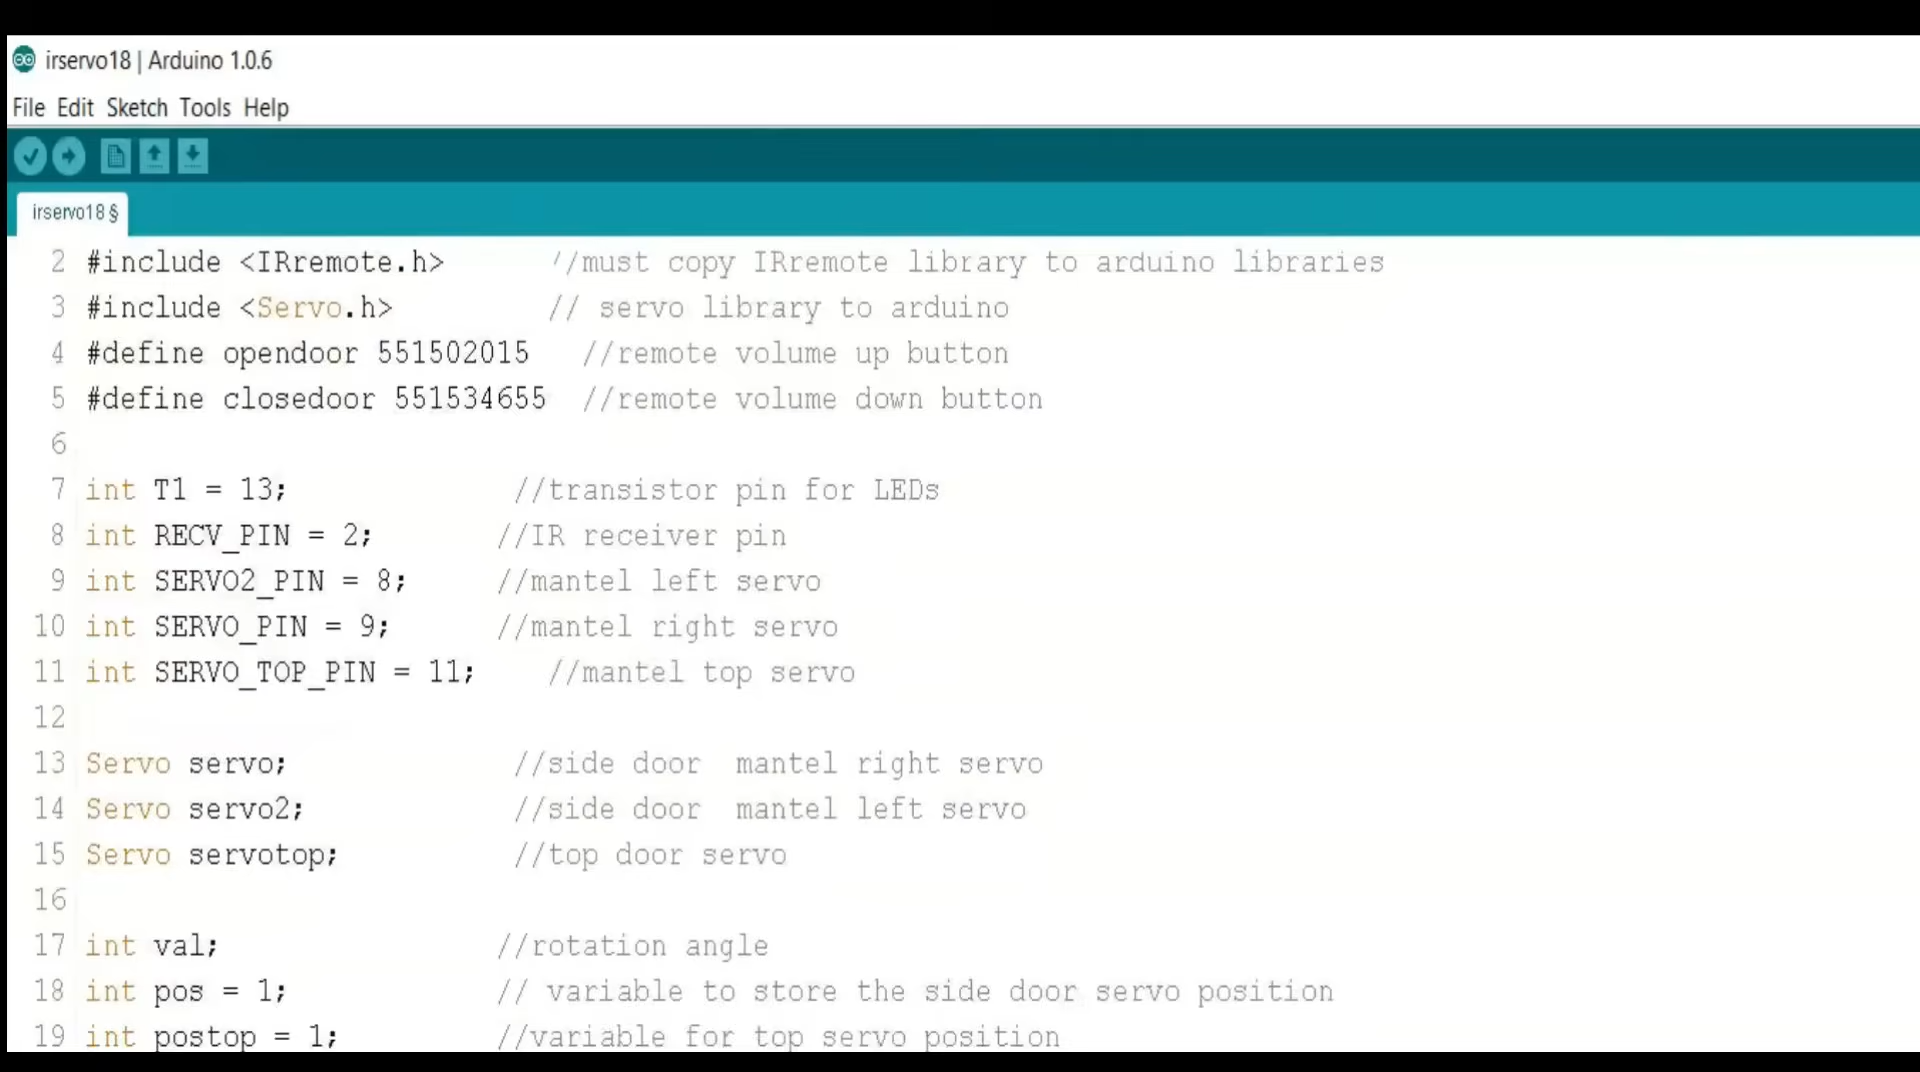 irservo18 | Arduino 1.0.6
File Edit Sketch Tools Help
irservo18 §
2 #include <IRremote.h> //must copy IRremote library to arduino libraries
3 #include <Servo.h> // servo library to arduino
4 #define opendoor 551502015 //remote volume up button
5 #define closedoor 551534655 //remote volume down button
6
7 int T1 = 13; //transistor pin for LEDs
8 int RECV_PIN = 2; //IR receiver pin
9 int SERVO2_PIN = 8; //mantel left servo
10 int SERVO_PIN = 9; //mantel right servo
11 int SERVO_TOP_PIN = 11; //mantel top servo
12
13 Servo servo; //side door  mantel right servo
14 Servo servo2; //side door  mantel left servo
15 Servo servotop; //top door servo
16
17 int val; //rotation angle
18 int pos = 1; // variable to store the side door servo position
19 int postop = 1; //variable for top servo position